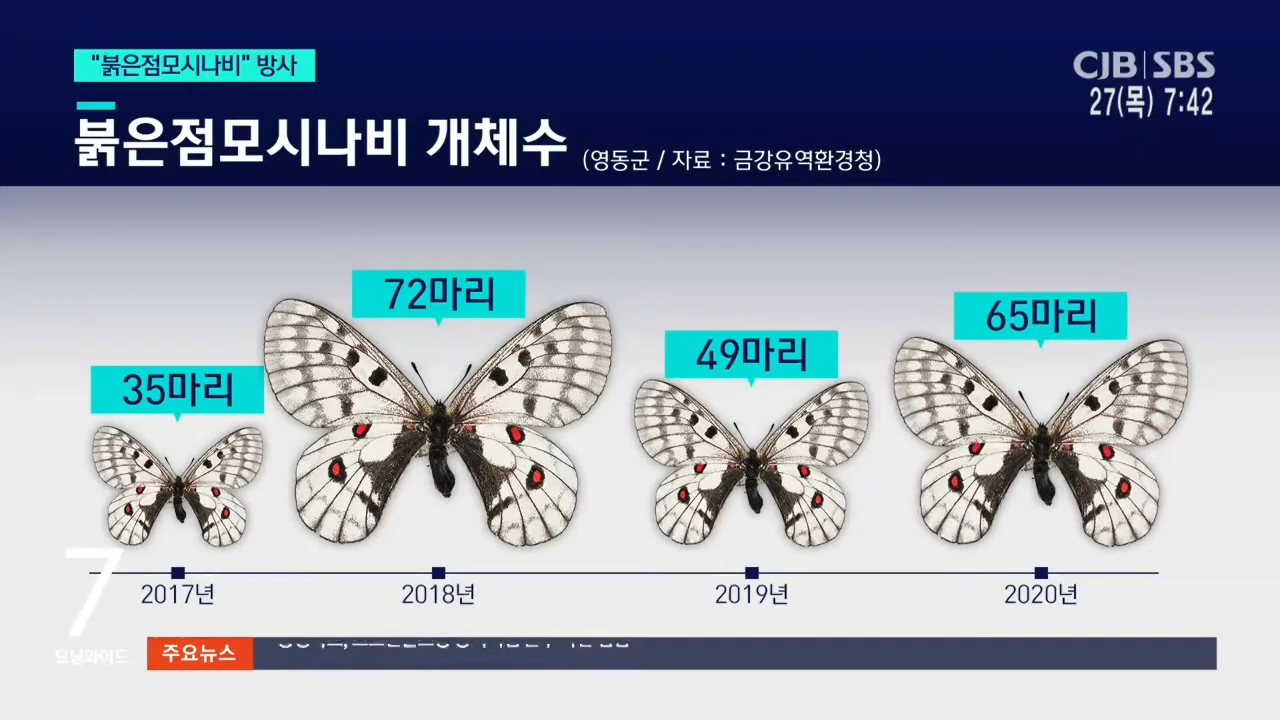 "붉은점모시나비" 방사
CJB SBS
27(목) 7:42
붉은점모시나비 개체수 (영동군 / 자료 : 금강유역환경청)
35마리
72마리
49마리
65마리
2017년
2018년
2019년
2020년
7
모닝와이드
주요뉴스